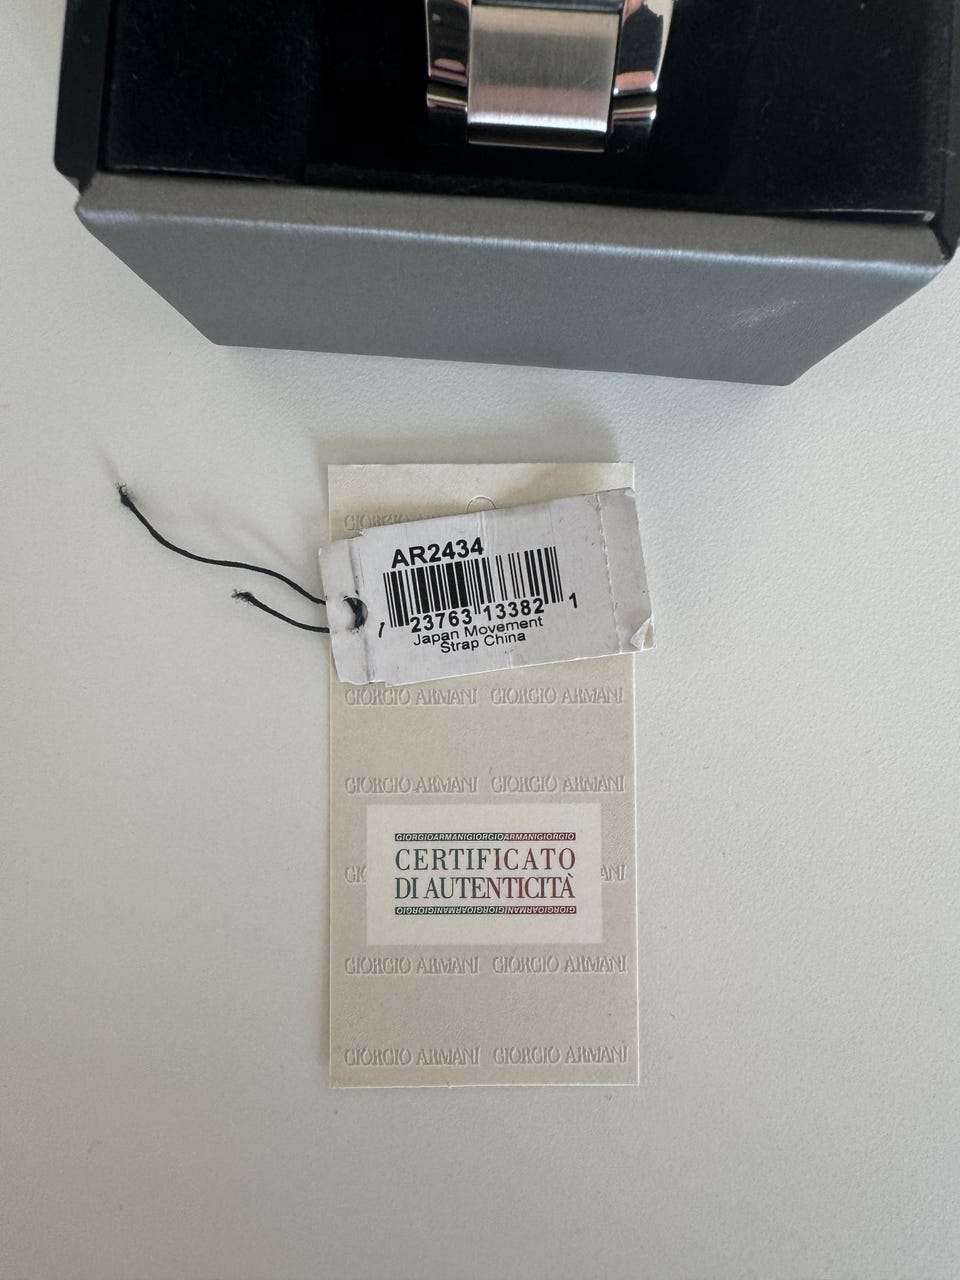 GIORGIO
AR2434
7 23763 13382 1
Japan Movement
Strap China
GIORGIO ARMANI GIORGIO ARMANI
GIORGIO ARMANI GIORGIO ARMANI
GIORGIOARMANIGIORGIOARMANIGIORGIO
CERTIFICATO
DI AUTENTICITÀ
GIORGIOARMANIGIORGIOARMANIGIORGIO
GIORGIO ARMANI GIORGIO ARMANI
GIORGIO ARMANI GIORGIO ARMANI